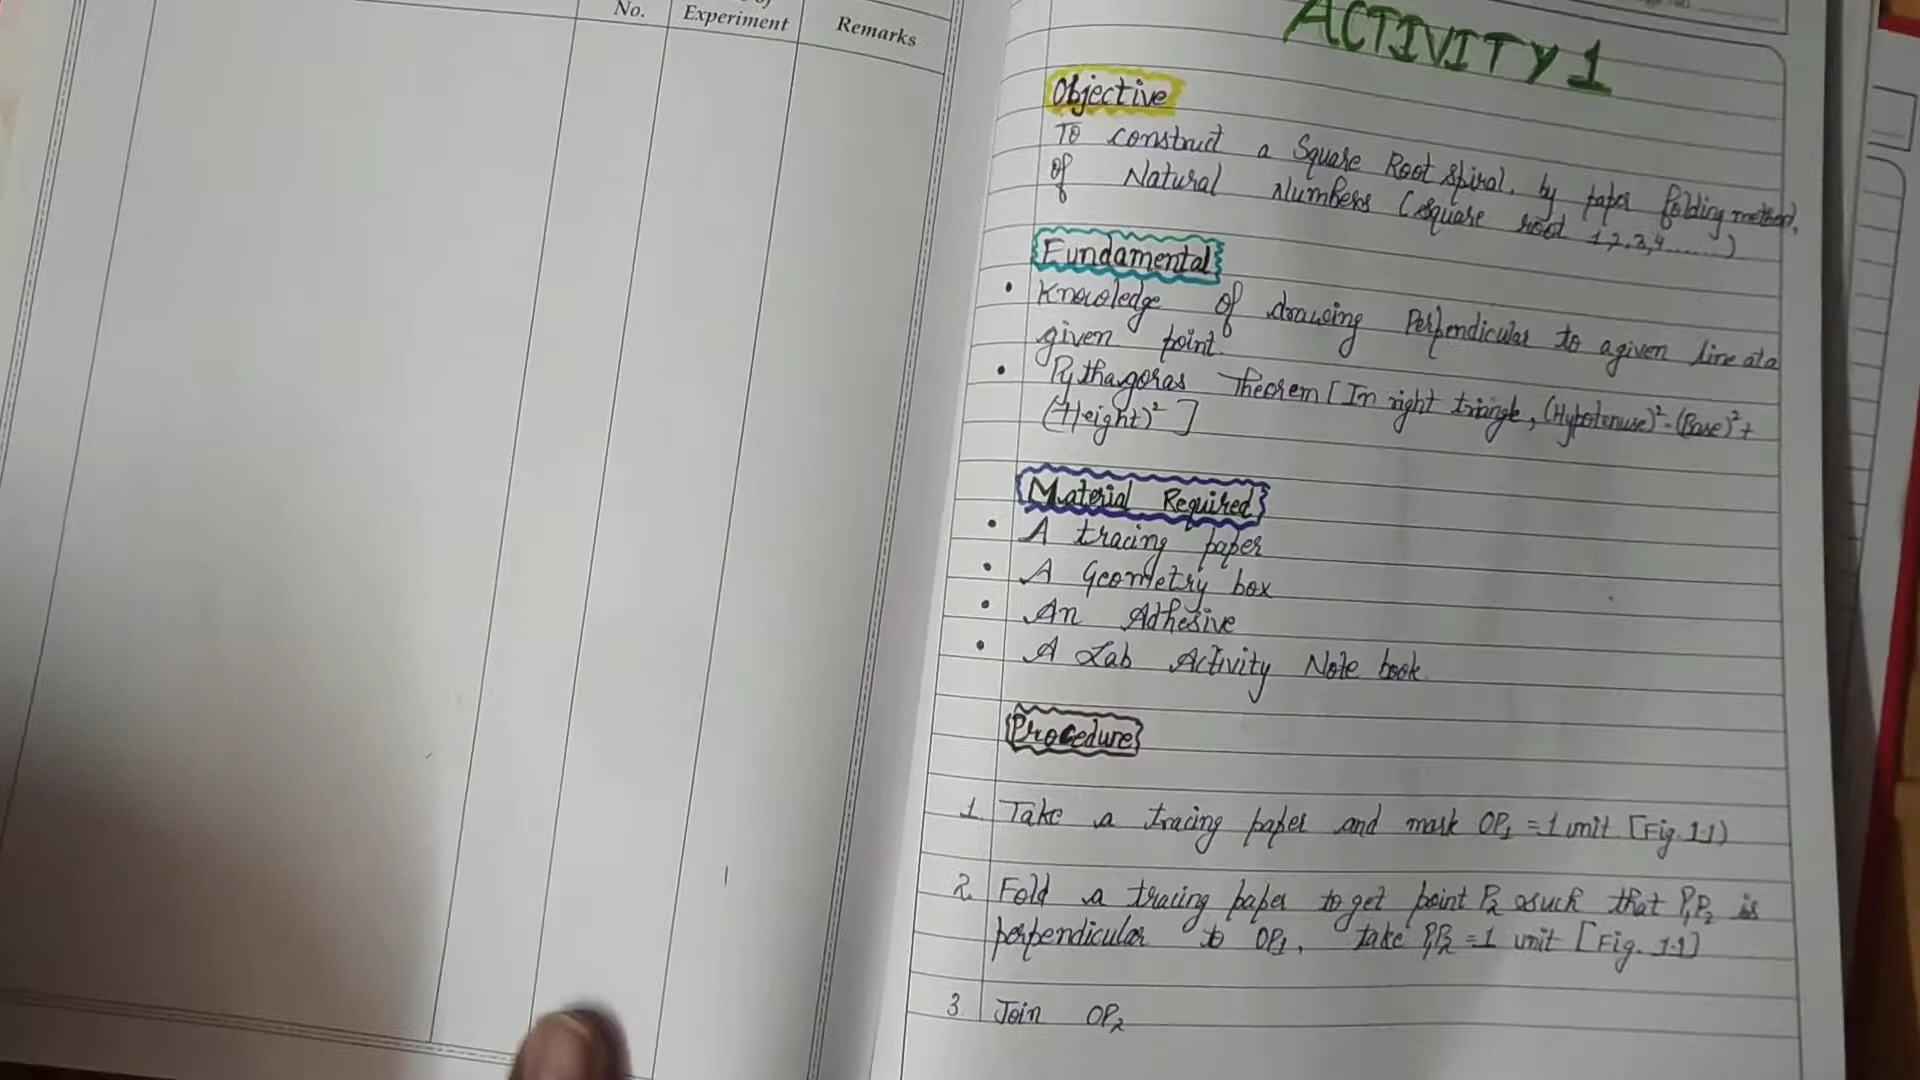 No.
Experiment
Remarks
ACTIVITY 1
Objective
To construct a Square Root Spiral, by paper folding method,
of Natural Numbers (square root 1,2,3,4......)
Fundamental
• Knowledge of drawing Perpendicular to a given line at a
given point.
• Pythagoras Theorem [In right triangle, (Hypotenuse)² = (Base)² +
(Height)² ]
Material Required
• A tracing paper
• A Geometry box
• An Adhesive
• A Lab Activity Note book
Procedure
1. Take a tracing paper and mark OP₁ = 1 unit [Fig. 1.1)
2. Fold a tracing paper to get point P₂ such that P₁P₂ is
perpendicular to OP₁, take P₁P₂ = 1 unit [Fig. 1.1]
3. Join OP₂